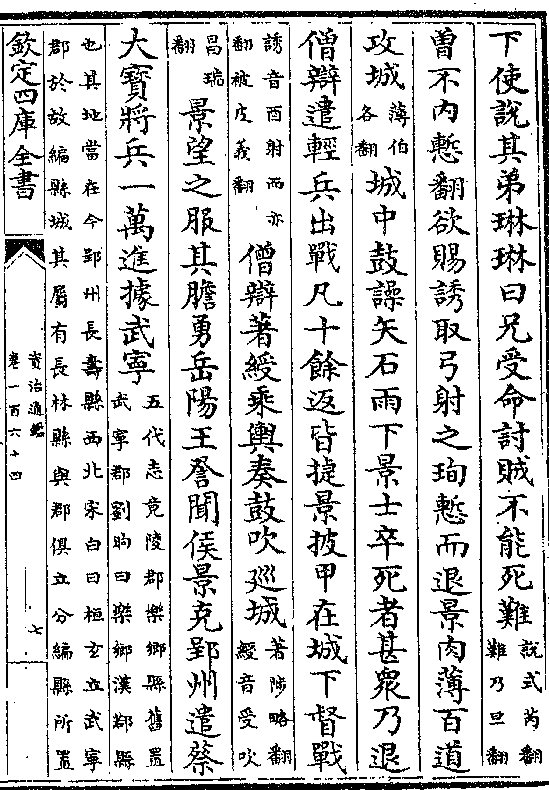 下使說其弟琳琳曰兄受命討賊不能死難說式芮翻難乃旦翻
曽不内慙翻欲賜誘取弓射之珣慙而退景肉薄百道
攻城薄伯各翻城中鼓譟矢石雨下景士卒死者甚衆乃退
僧辯遣輕兵出戰凡十餘返皆捷景披甲在城下督戰
誘音酉射而亦翻被皮義翻僧辯著綬乘輿奏鼓吹巡城著陟略翻綬音受吹
昌瑞翻景望之服其膽勇岳陽王詧聞侯景克郢州遣蔡
大寶將兵一萬進據武寧五代志竟陵郡樂鄉縣舊置武寧郡劉昫曰樂鄉漢鄀縣
也其地當在今郢州長壽縣西北宋白曰桓玄立武寧郡於故編縣城其屬有長林縣與郡俱立分編縣所置
欽定四庫全書
資治通鑑
卷一百六十四
七